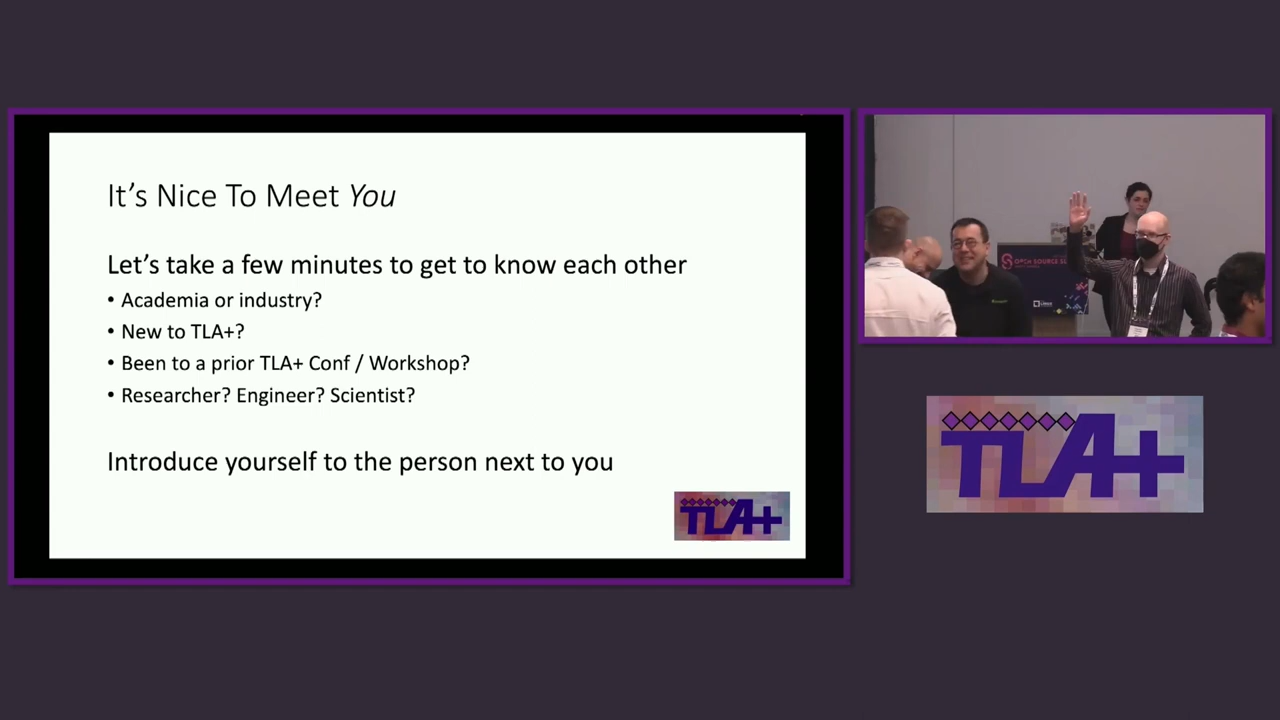 It's Nice To Meet You
Let's take a few minutes to get to know each other
• Academia or industry?
• New to TLA+?
• Been to a prior TLA+ Conf / Workshop?
• Researcher? Engineer? Scientist?
Introduce yourself to the person next to you
TLA+
OPEN SOURCE
TLA+